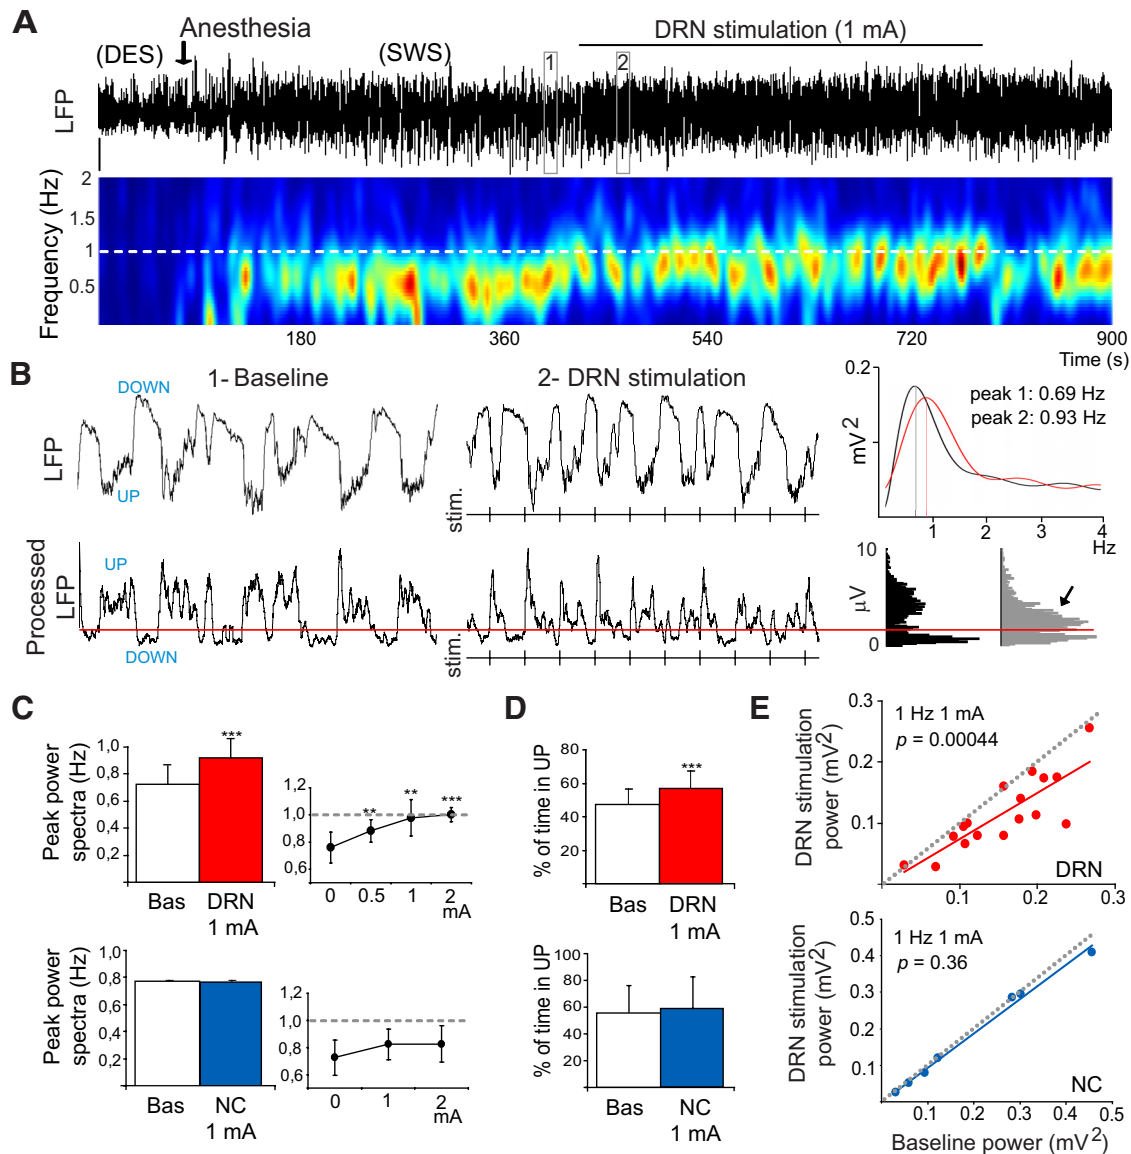 A
Anesthesia
(DES)
(SWS)
DRN stimulation (1 mA)
1
2
LFP
Frequency (Hz)
2
1.5
1
0.5
180
360
540
720
900
Time (s)
B
1- Baseline
2- DRN stimulation
DOWN
UP
LFP
stim.
0.2
mV2
peak 1: 0.69 Hz
peak 2: 0.93 Hz
1
2
3
4
Hz
Processed
LFP
UP
DOWN
stim.
10
µV
0
C
Peak power
spectra (Hz)
1,0
0,8
0,6
0,4
0,2
***
Bas
DRN
1 mA
1,2
1,0
0,8
0,6
**
**
***
0
0.5
1
2
mA
Peak power
spectra (Hz)
1,0
0,8
0,6
0,4
0,2
Bas
NC
1 mA
1,2
1,0
0,8
0,6
0
1
2
mA
D
% of time in UP
80
60
40
20
***
Bas
DRN
1 mA
% of time in UP
100
80
60
40
20
Bas
NC
1 mA
E
DRN stimulation
power (mV2)
0.3
0.2
0.1
0
1 Hz 1 mA
p = 0.00044
DRN
0.1
0.2
0.3
DRN stimulation
power (mV2)
0.5
0.4
0.3
0.2
0.1
0
1 Hz 1 mA
p = 0.36
NC
0.1
0.2
0.3
0.4
0.5
Baseline power (mV2)